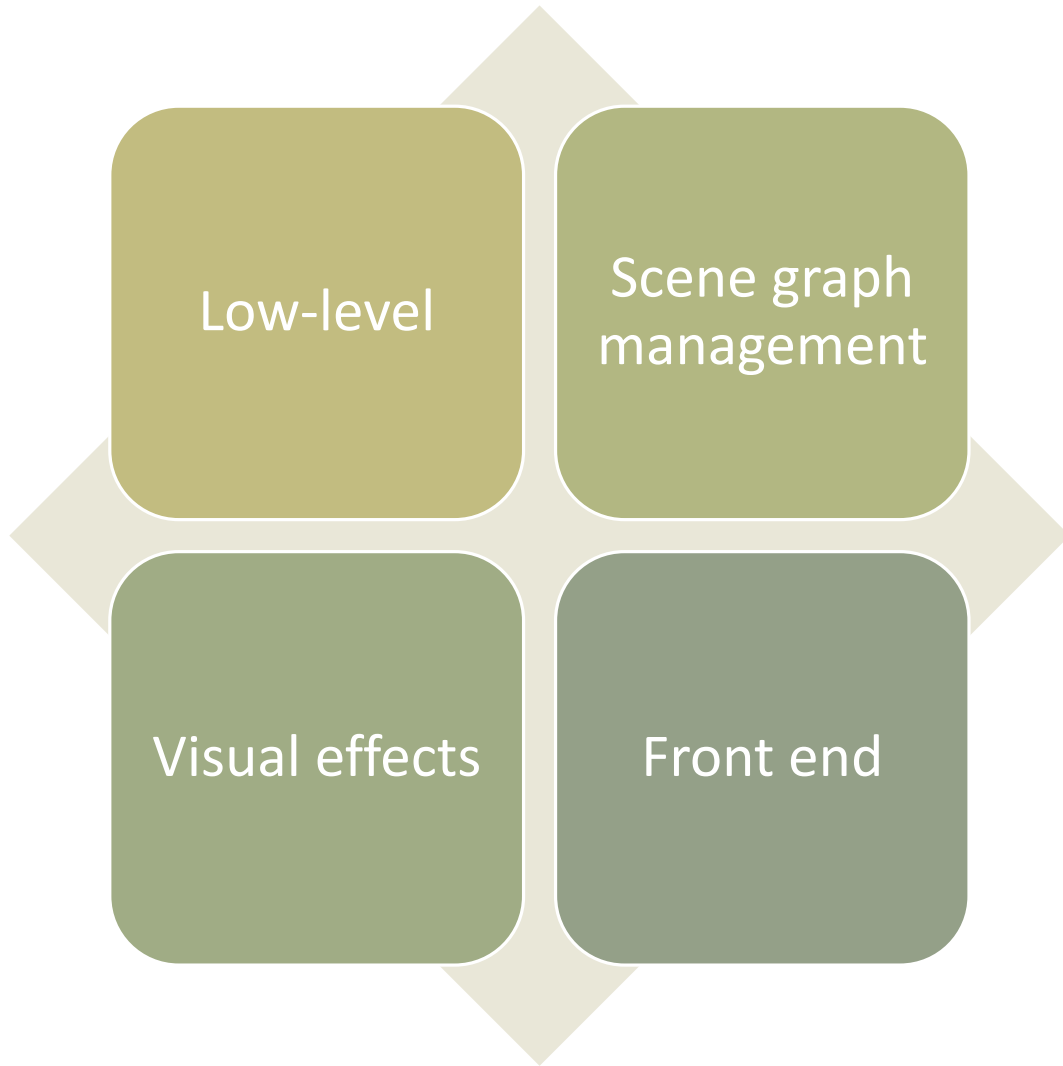 Low-level
Scene graph
management
Visual effects
Front end